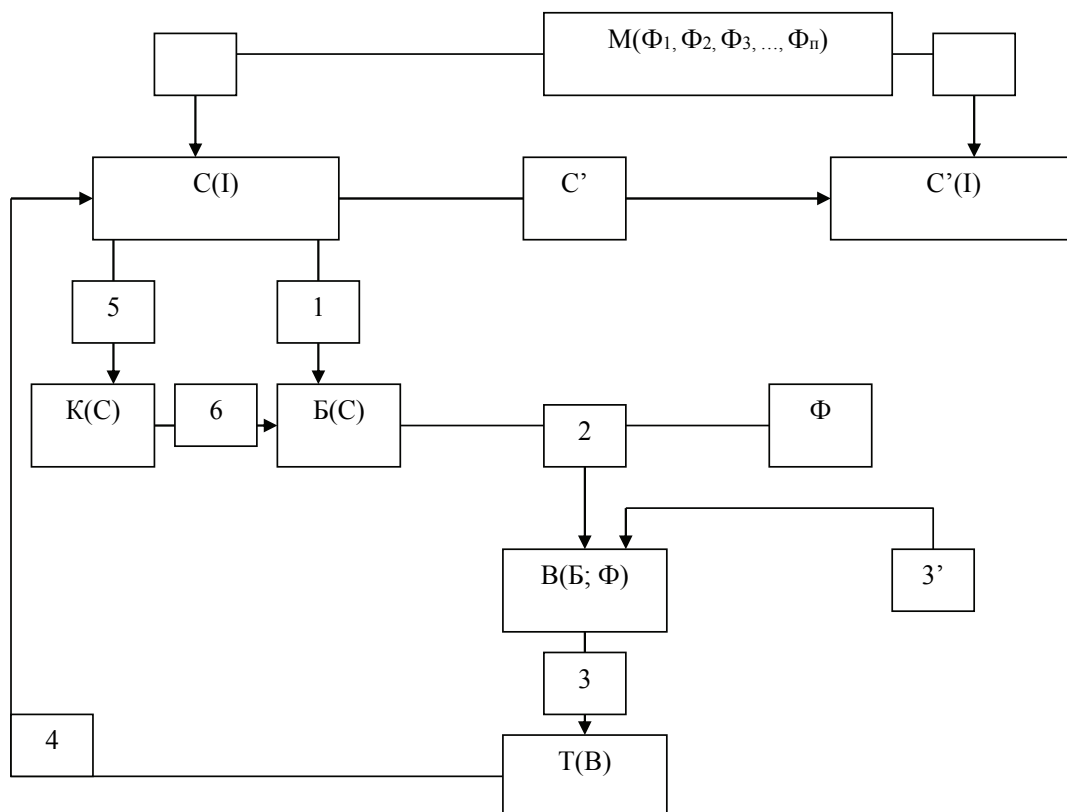 М(Ф₁, Ф₂, Ф₃, ..., Фₙ)
С(I)
С’
С’(I)
5
1
К(С)
6
Б(С)
2
Ф
В(Б; Ф)
3’
3
4
Т(В)